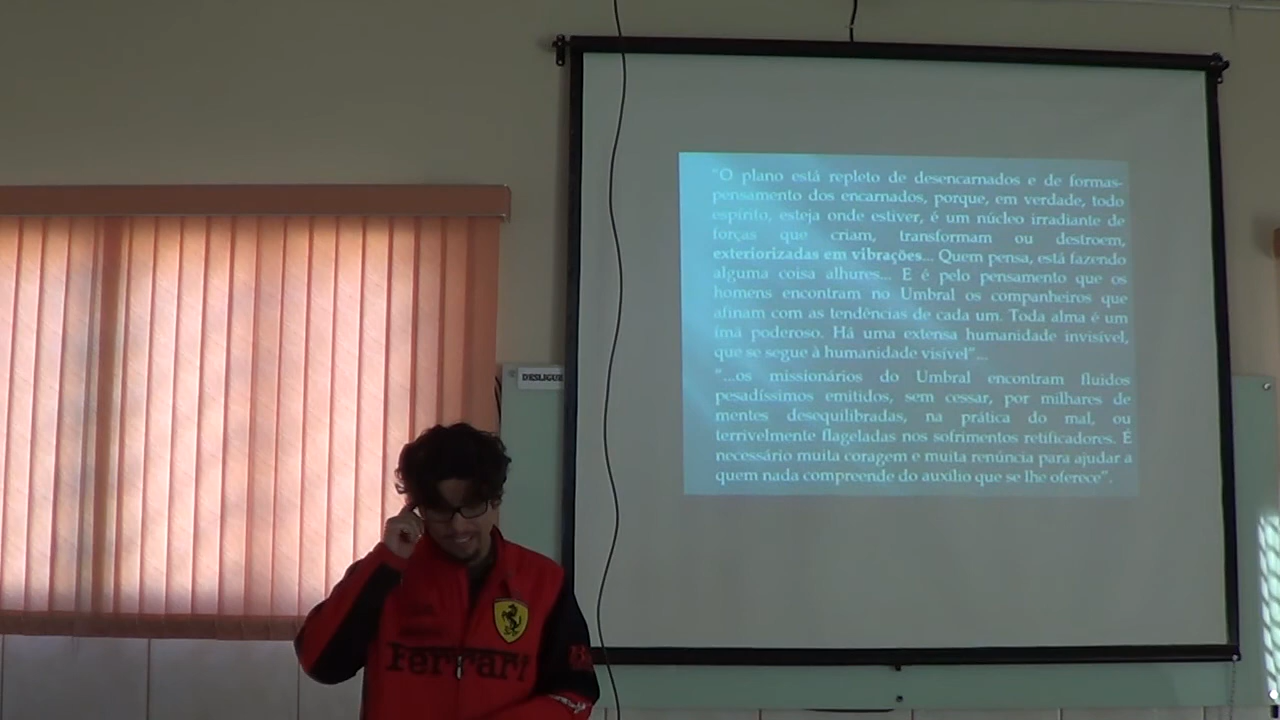 "O plano está repleto de desencarnados e de formas-
pensamento dos encarnados, porque, em verdade, todo
espírito, esteja onde estiver, é um núcleo irradiante de
forças que criam, transformam ou destroem,
exteriorizadas em vibrações... Quem pensa, está fazendo
alguma coisa alhures... E é pelo pensamento que os
homens encontram no Umbral os companheiros que
afinam com as tendências de cada um. Toda alma é um
ímã poderoso. Há uma extensa humanidade invisível,
que se segue à humanidade visível"...
"...os missionários do Umbral encontram fluidos
pesadíssimos emitidos, sem cessar, por milhares de
mentes desequilibradas, na prática do mal, ou
terrivelmente flageladas nos sofrimentos retificadores. É
necessário muita coragem e muita renúncia para ajudar a
quem nada compreende do auxílio que se lhe oferece".
DESLIGUE
Ferrari